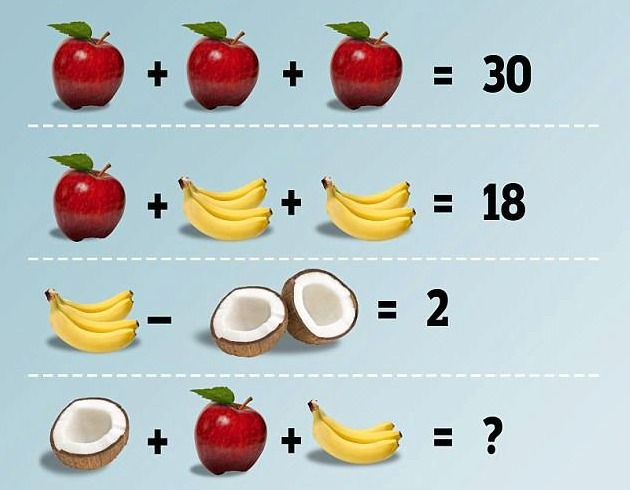 + + = 30
+ + = 18
- = 2
+ + = ?